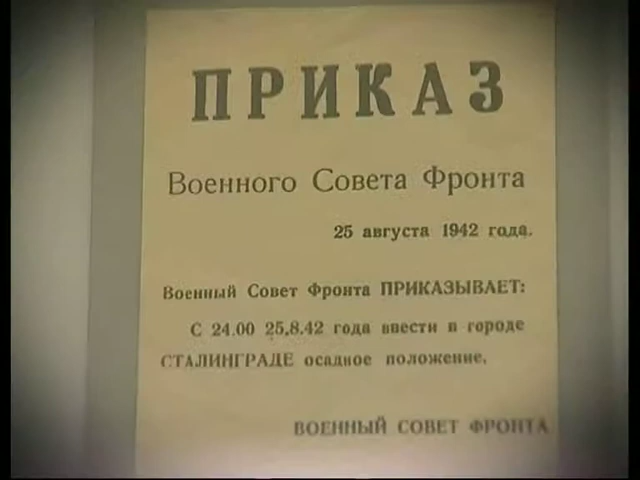 ПРИКАЗ
Военного Совета Фронта
25 августа 1942 года.
Военный Совет Фронта ПРИКАЗЫВАЕТ:
С 24.00 25.8.42 года ввести в городе
СТАЛИНГРАДЕ осадное положение.
ВОЕННЫЙ СОВЕТ ФРОНТА